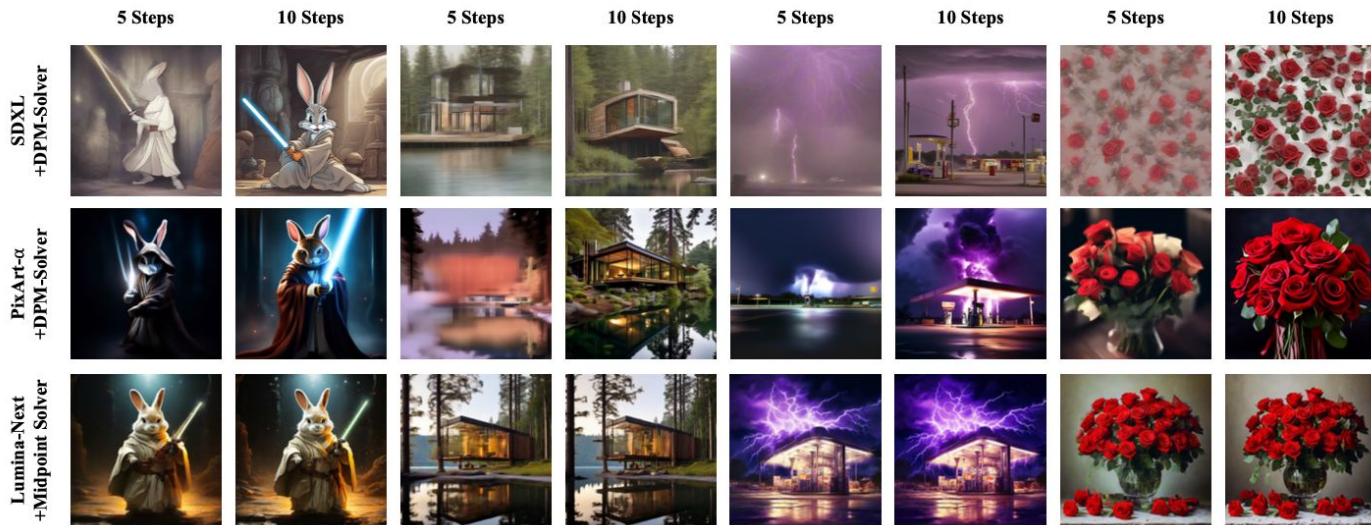 5 Steps 10 Steps 5 Steps 10 Steps 5 Steps 10 Steps 5 Steps 10 Steps
SDXL
+DPM-Solver
PixArt-α
+DPM-Solver
Lumina-Next
+Midpoint Solver